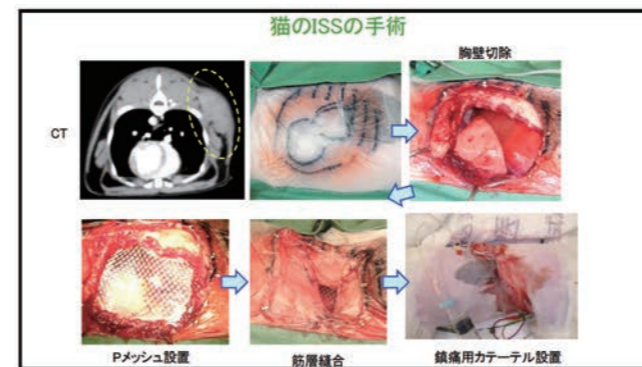 猫のISSの手術
胸壁切除
CT
Pメッシュ設置
筋層縫合
鎮痛用カテーテル設置